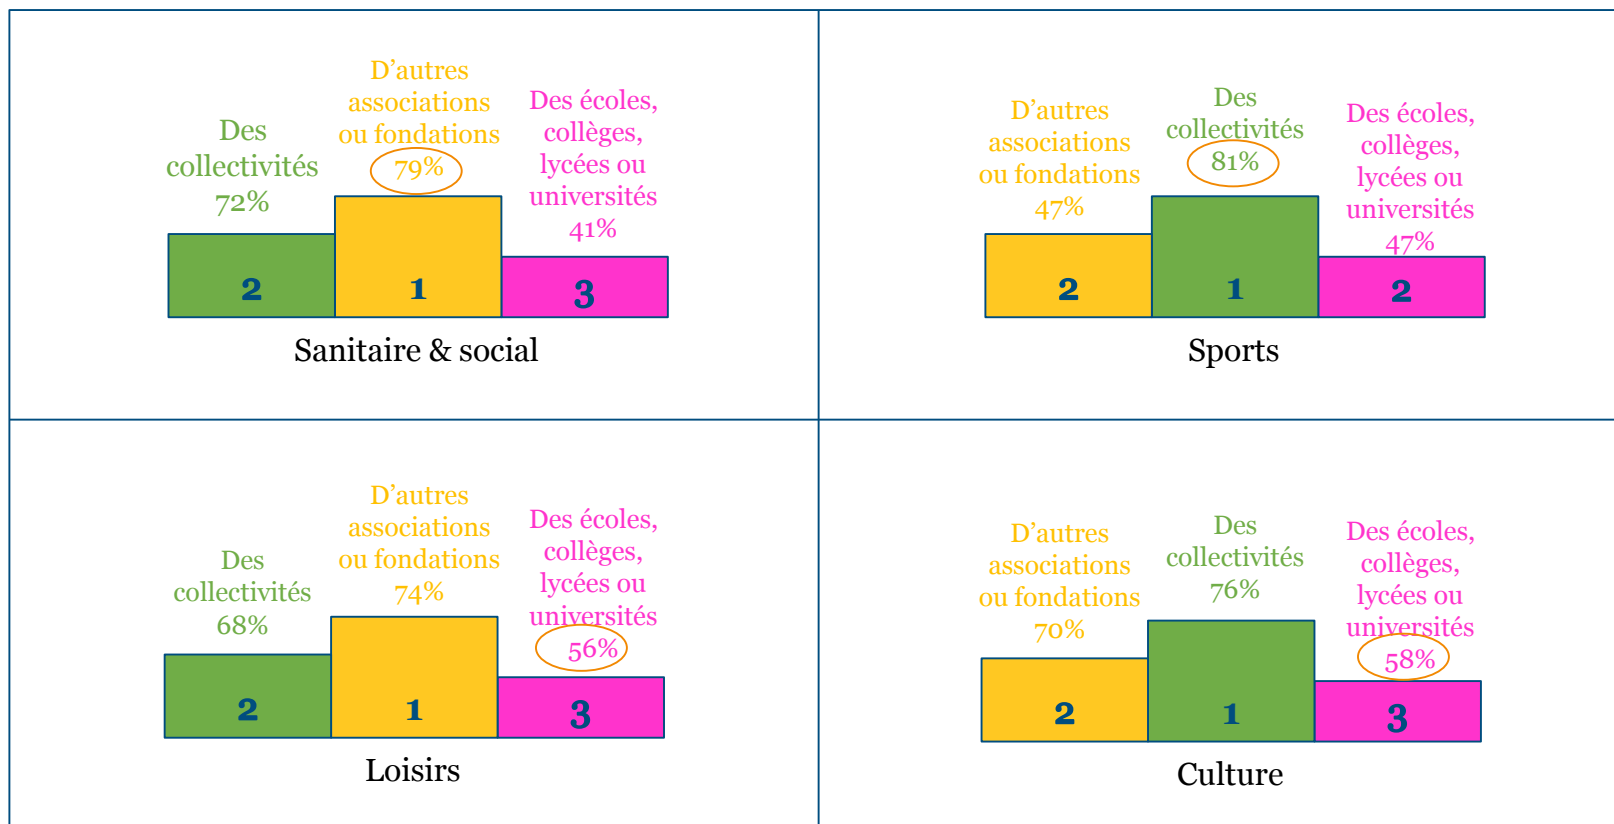 Des
collectivités
72%
D'autres
associations
ou fondations
79%
Des écoles,
collèges,
lycées ou
universités
41%
2
1
3
Sanitaire & social
D'autres
associations
ou fondations
47%
Des
collectivités
81%
Des écoles,
collèges,
lycées ou
universités
47%
2
1
2
Sports
Des
collectivités
68%
D'autres
associations
ou fondations
74%
Des écoles,
collèges,
lycées ou
universités
56%
2
1
3
Loisirs
D'autres
associations
ou fondations
70%
Des
collectivités
76%
Des écoles,
collèges,
lycées ou
universités
58%
2
1
3
Culture